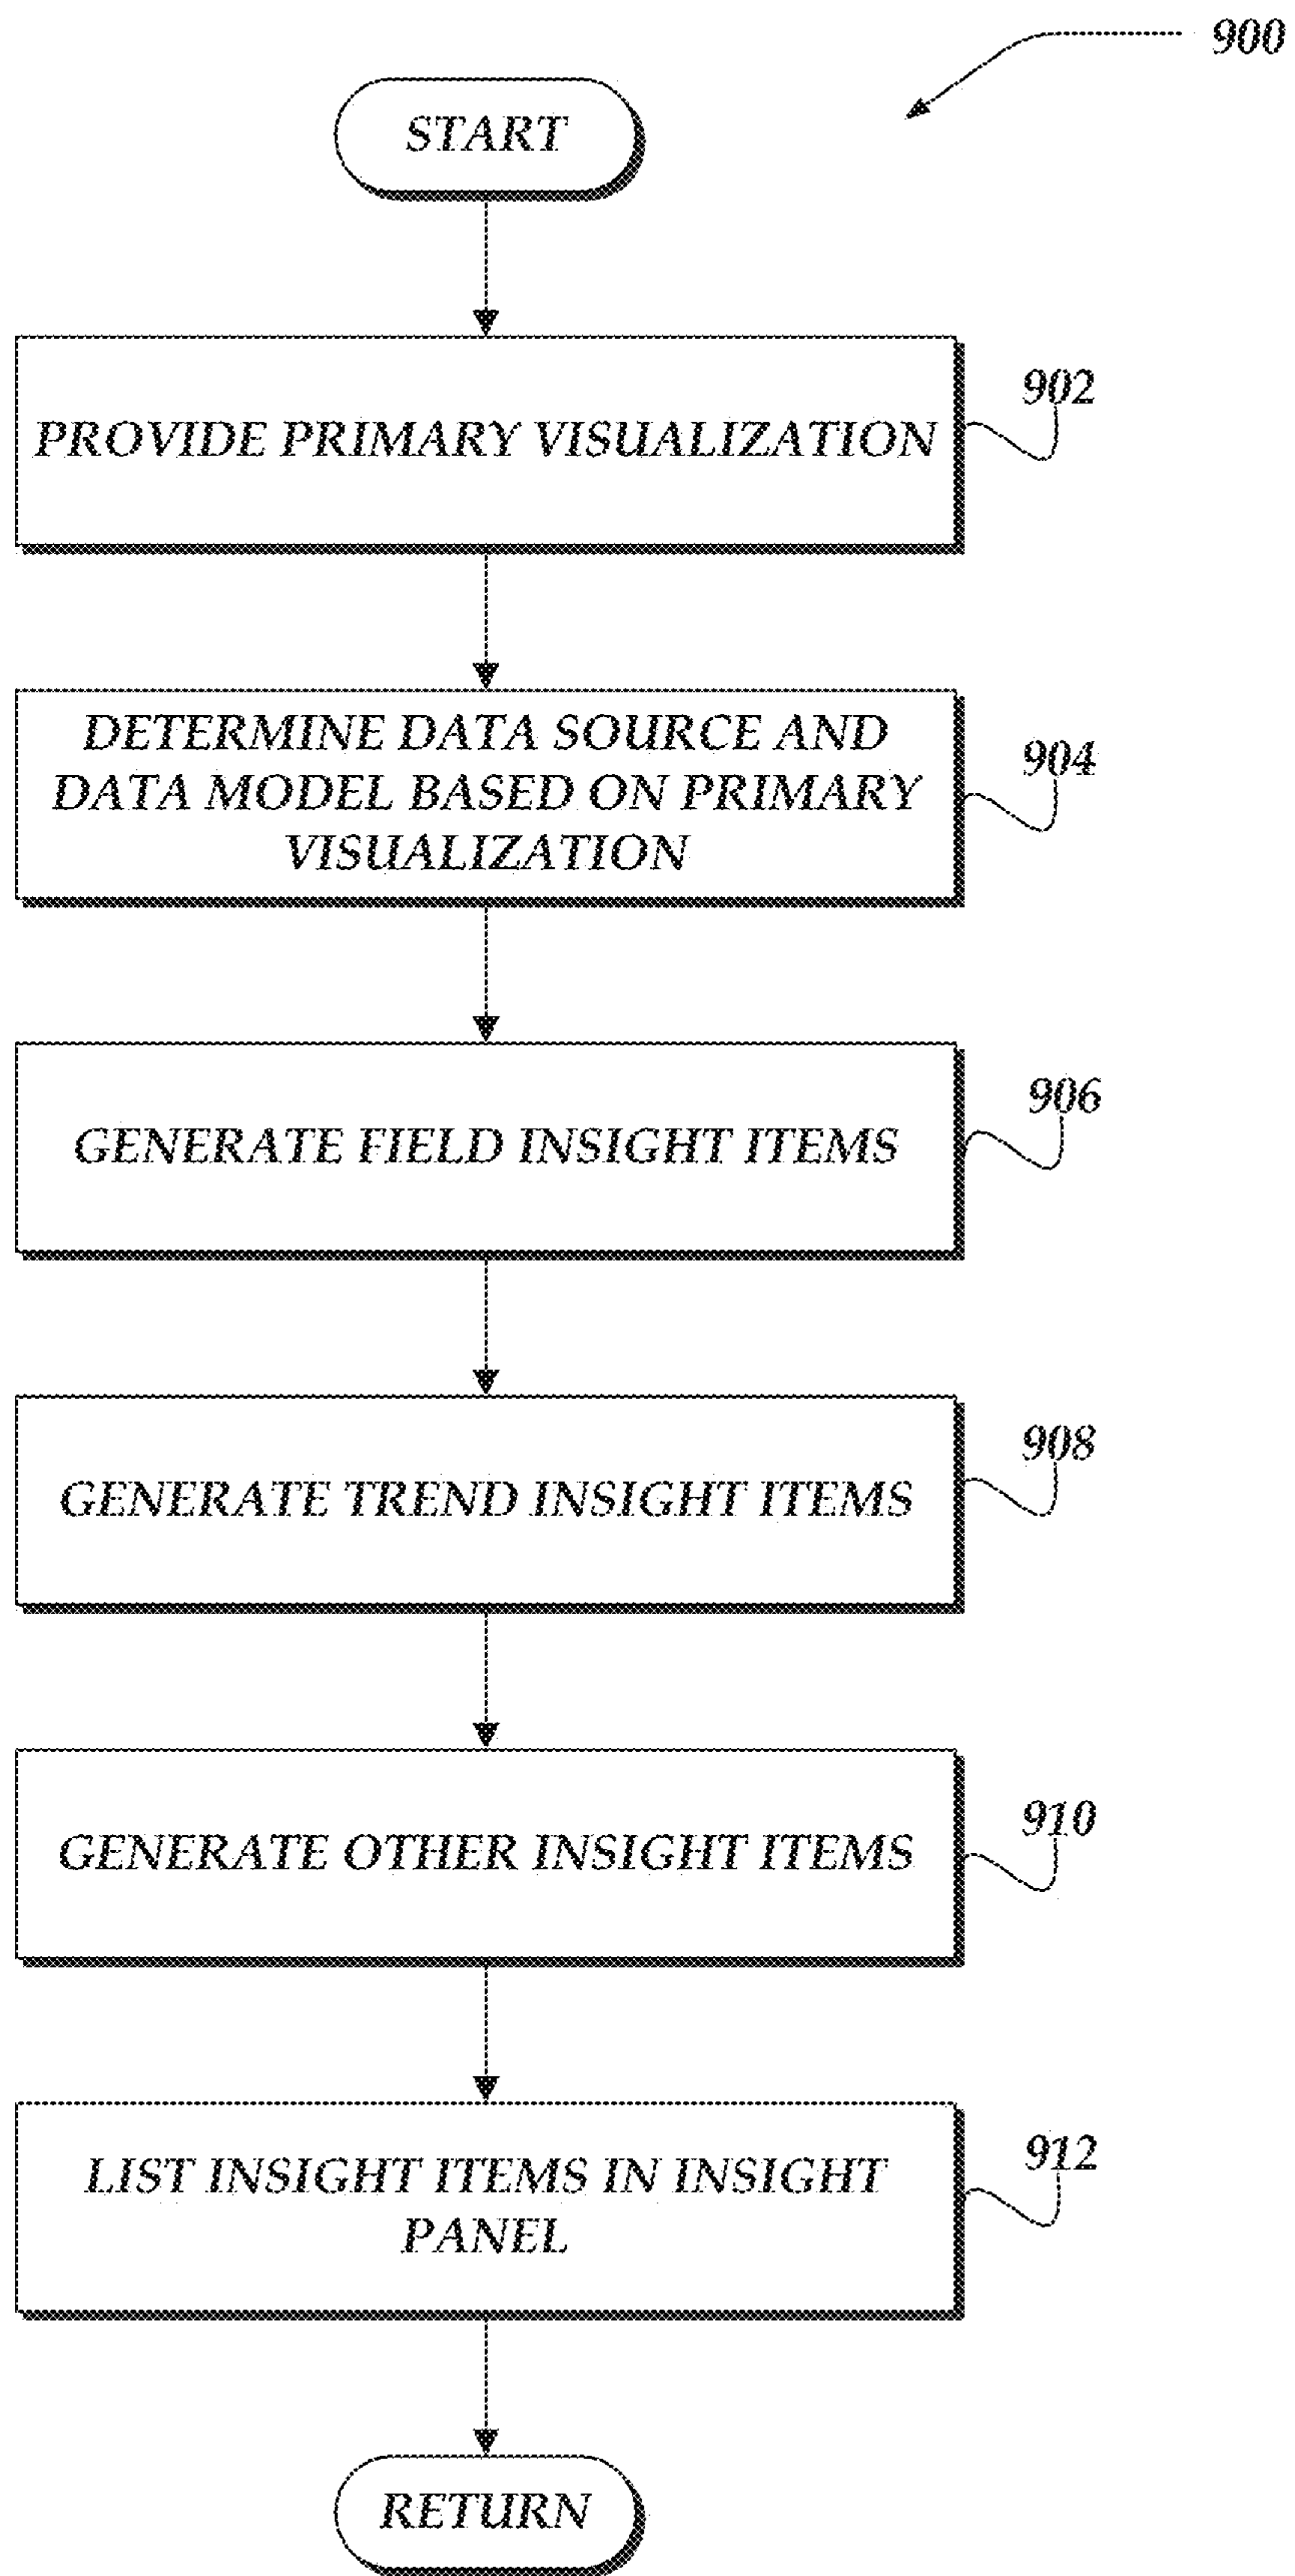 900
START
PROVIDE PRIMARY VISUALIZATION
902
DETERMINE DATA SOURCE AND
DATA MODEL BASED ON PRIMARY
VISUALIZATION
904
GENERATE FIELD INSIGHT ITEMS
906
GENERATE TREND INSIGHT ITEMS
908
GENERATE OTHER INSIGHT ITEMS
910
LIST INSIGHT ITEMS IN INSIGHT
PANEL
912
RETURN